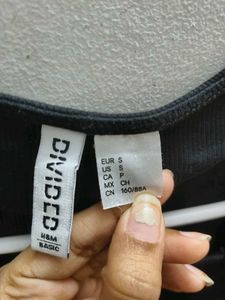 DIVIDED
H&M
BASIC
EUR S
US S
CA P
MX CH
CN 160/88A